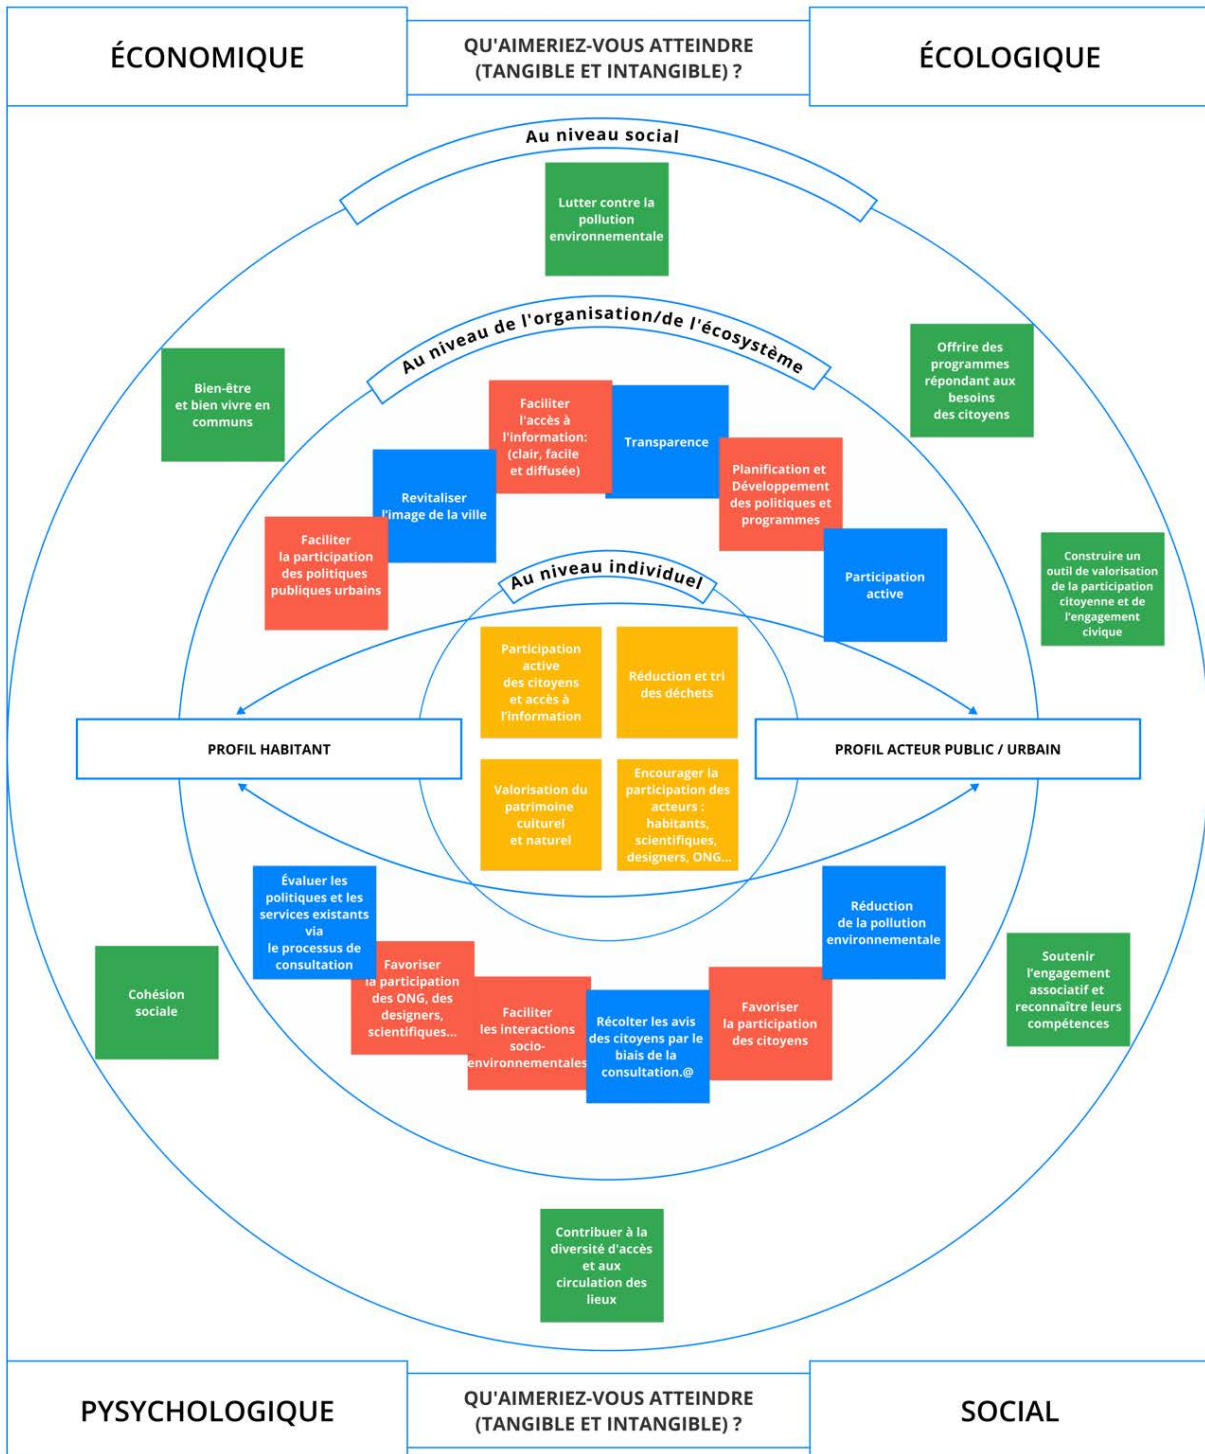 ÉCONOMIQUE
QU'AIMERIEZ-VOUS ATTEINDRE
(TANGIBLE ET INTANGIBLE) ?
ÉCOLOGIQUE
Au niveau social
Lutter contre la
pollution
environnementale
Au niveau de l'organisation/de l'écosystème
Bien-être
et bien vivre en
communs
Offrire des
programmes
répondant aux
besoins
des citoyens
Faciliter
l'accès à
l'information:
(clair, facile
et diffusée)
Transparence
Revitaliser
l'image de la ville
Planification et
Développement
des politiques et
programmes
Faciliter
la participation
des politiques
publiques urbains
Participation
active
Construire un
outil de valorisation
de la participation
citoyenne et de
l'engagement
civique
Au niveau individuel
Participation
active
des citoyens
et accès à
l'information
Réduction et tri
des déchets
PROFIL HABITANT
PROFIL ACTEUR PUBLIC / URBAIN
Valorisation du
patrimoine
culturel
et naturel
Encourager la
participation des
acteurs :
habitants,
scientifiques,
designers, ONG...
Évaluer les
politiques et les
services existants
via
le processus de
consultation
Réduction
de la pollution
environnementale
Cohésion
sociale
Favoriser
la participation
des ONG, des
designers,
scientifiques...
Faciliter
les interactions
socio-
environnementales
Récolter les avis
des citoyens par le
biais de la
consultation.@
Favoriser
la participation
des citoyens
Soutenir
l'engagement
associatif et
reconnaître leurs
compétences
Contribuer à la
diversité d'accès
et aux
circulation des
lieux
PYSYCHOLOGIQUE
QU'AIMERIEZ-VOUS ATTEINDRE
(TANGIBLE ET INTANGIBLE) ?
SOCIAL